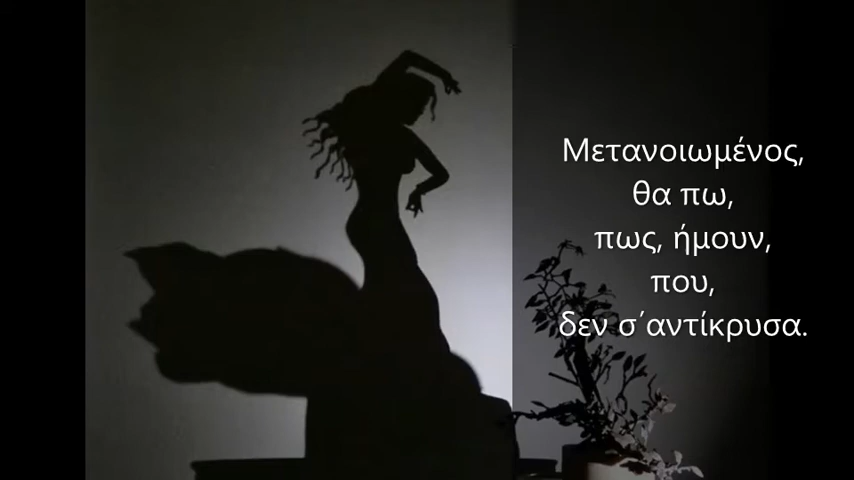 Μετανοιωμένος,
θα πω,
πως, ήμουν,
που,
δεν σ΄αντίκρυσα.